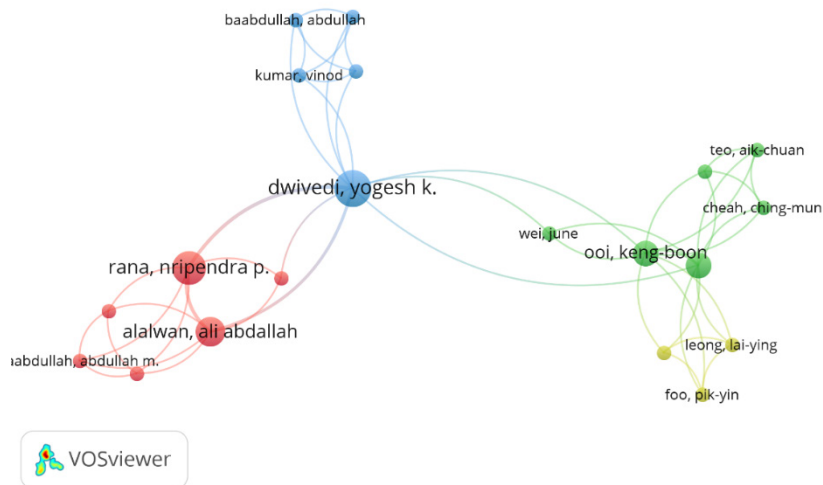 baabdullah, abdullah
kumar, vinod
teo, aik-chuan
dwivedi, yogesh k.
cheah, ching-mun
wei, june
ooi, keng-boon
rana, nripendra p.
alalwan, ali abdallah
leong, lai-ying
aabdullah, abdullah m.
foo, pik-yin
VOSviewer